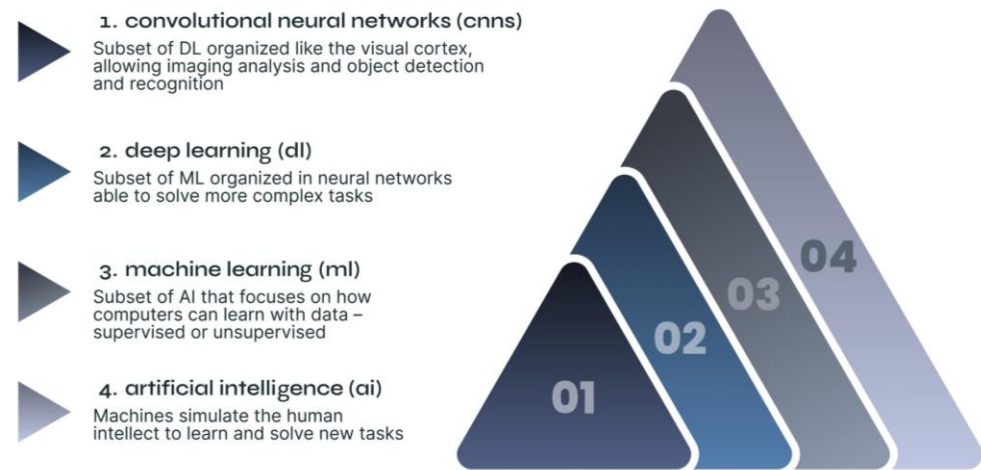 1. convolutional neural networks (cnns)
Subset of DL organized like the visual cortex,
allowing imaging analysis and object detection
and recognition
2. deep learning (dl)
Subset of ML organized in neural networks
able to solve more complex tasks
3. machine learning (ml)
Subset of AI that focuses on how
computers can learn with data –
supervised or unsupervised
4. artificial intelligence (ai)
Machines simulate the human
intellect to learn and solve new tasks
01
02
03
04